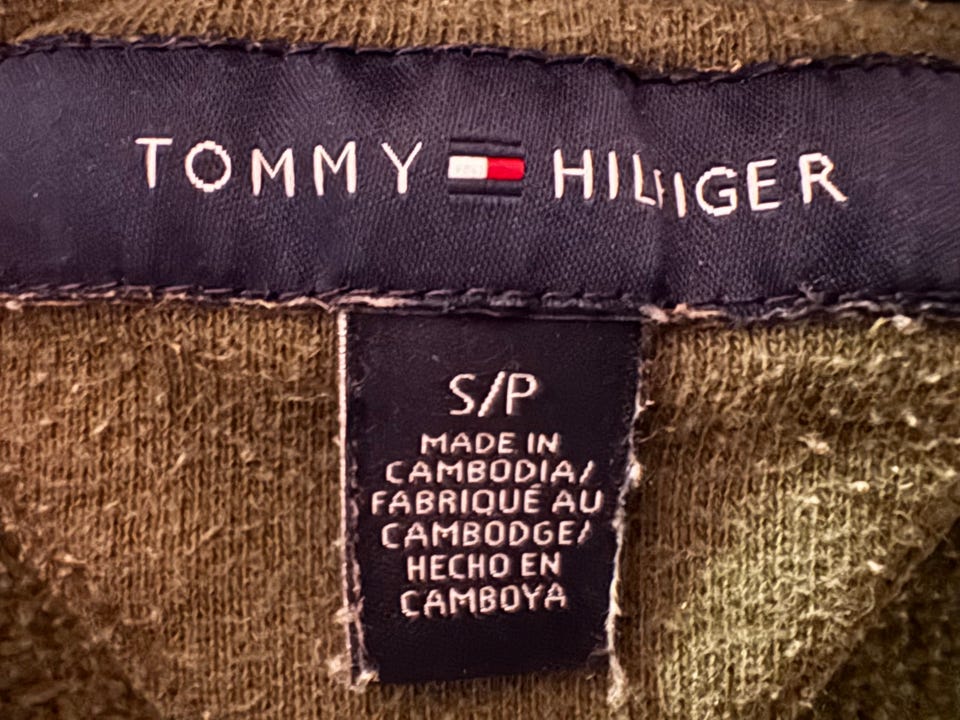 TOMMY HILFIGER
S/P
MADE IN
CAMBODIA/
FABRIQUÉ AU
CAMBODGE/
HECHO EN
CAMBOYA